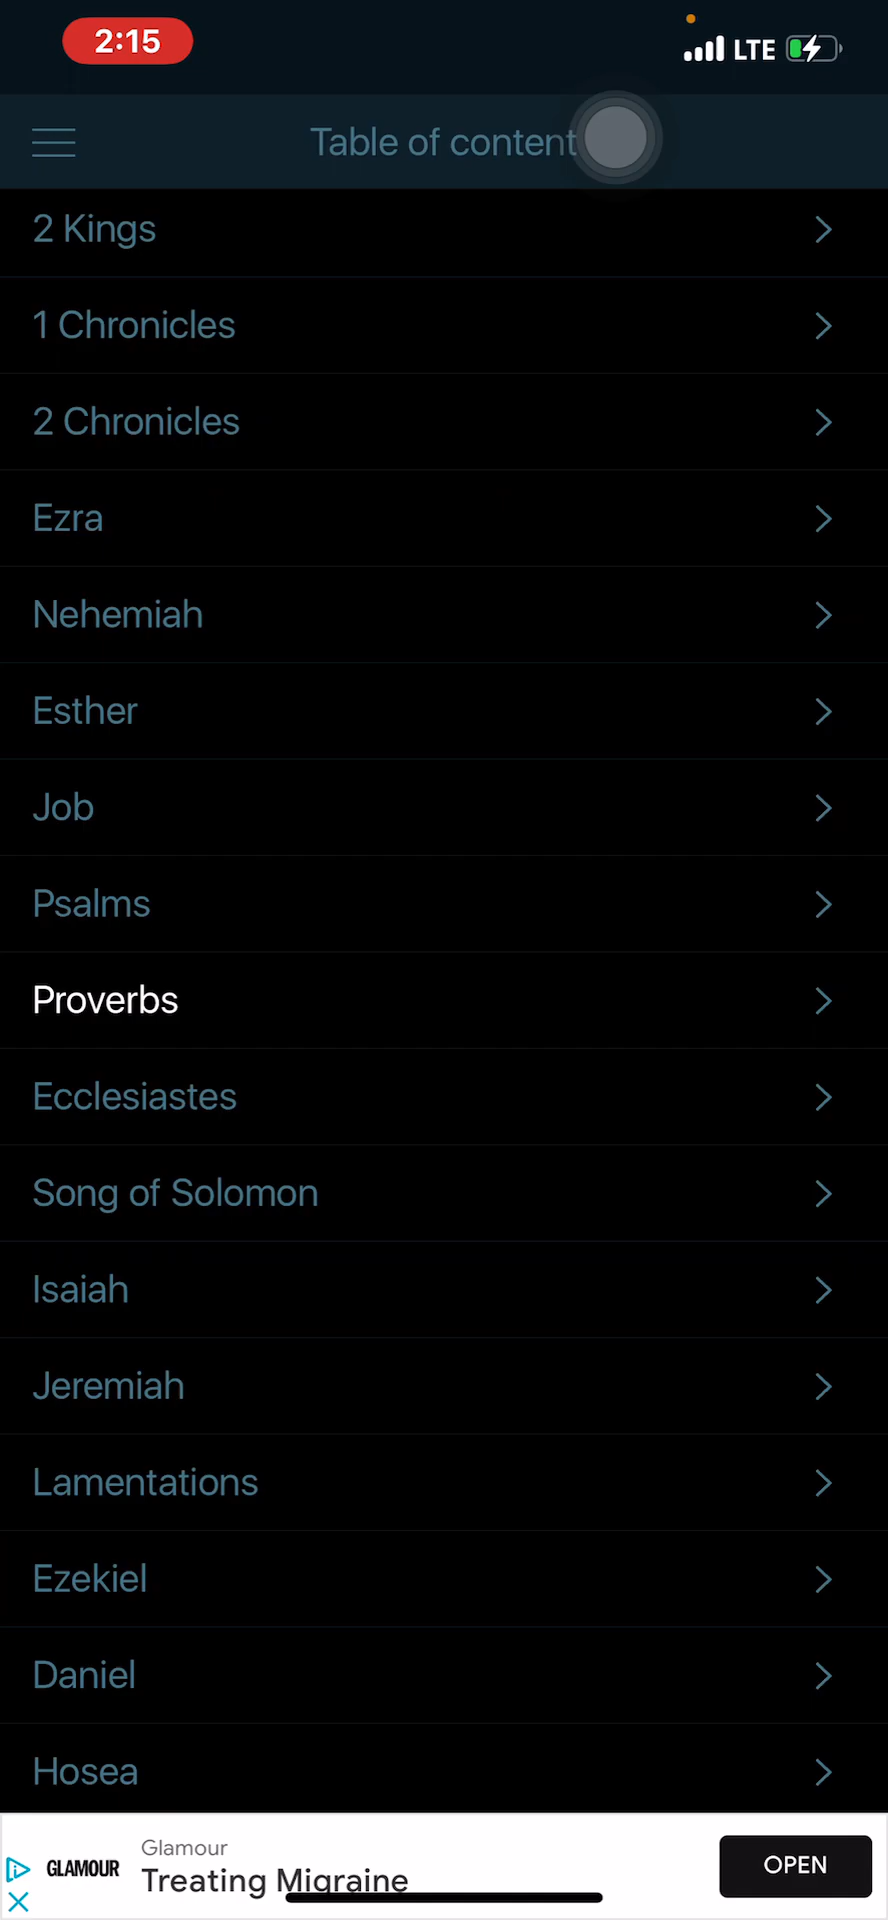 2:15
LTE
Table of content
2 Kings
1 Chronicles
2 Chronicles
Ezra
Nehemiah
Esther
Job
Psalms
Proverbs
Ecclesiastes
Song of Solomon
Isaiah
Jeremiah
Lamentations
Ezekiel
Daniel
Hosea
GLAMOUR
Glamour
Treating Migraine
OPEN